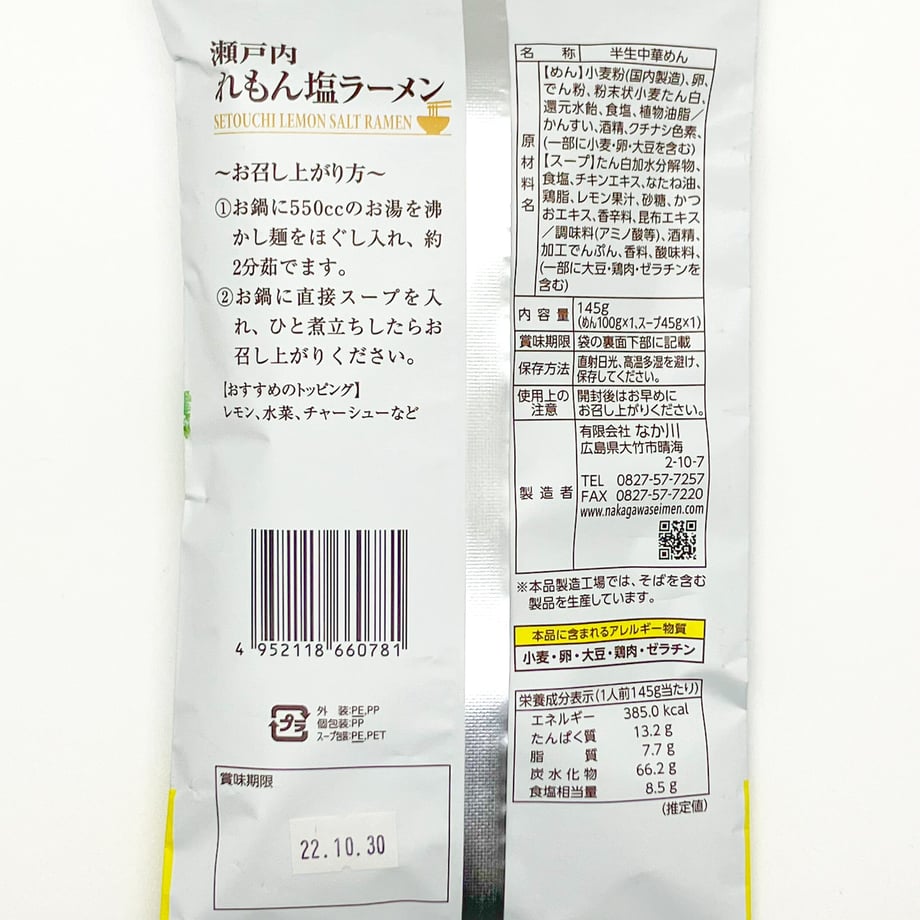 瀬戸内
れもん塩ラーメン
SETOUCHI LEMON SALT RAMEN
～お召し上がり方～
①お鍋に550ccのお湯を沸
かし麺をほぐし入れ、約
2分茹でます。
②お鍋に直接スープを入
れ、ひと煮立ちしたらお
召し上がりください。
【おすすめのトッピング】
レモン、水菜、チャーシューなど
4 952118 660781
プラ
外　装:PE,PP
個包装:PP
スープ包装:PE,PET
賞味期限
22.10.30
名　称 半生中華めん
原材料名
【めん】小麦粉(国内製造)、卵、
でん粉、粉末状小麦たん白、
還元水飴、食塩、植物油脂／
かんすい、酒精、クチナシ色素、
(一部に小麦・卵・大豆を含む)
【スープ】たん白加水分解物、
食塩、チキンエキス、なたね油、
鶏脂、レモン果汁、砂糖、かつ
おエキス、香辛料、昆布エキス
／調味料(アミノ酸等)、酒精、
加工でんぷん、香料、酸味料、
(一部に大豆・鶏肉・ゼラチンを
含む)
内容量 145g
(めん100g×1、スープ45g×1)
賞味期限 袋の裏面下部に記載
保存方法 直射日光、高温多湿を避け、
保存してください。
使用上の 開封後はお早めに
注意 お召し上がりください。
製造者
有限会社 なか川
広島県大竹市晴海
2-10-7
TEL 0827-57-7257
FAX 0827-57-7220
www.nakagawaseimen.com
※本品製造工場では、そばを含む
製品を生産しています。
本品に含まれるアレルギー物質
小麦・卵・大豆・鶏肉・ゼラチン
栄養成分表示(1人前145g当たり)
エネルギー 385.0 kcal
たんぱく質 13.2 g
脂　質 7.7 g
炭水化物 66.2 g
食塩相当量 8.5 g
(推定値)